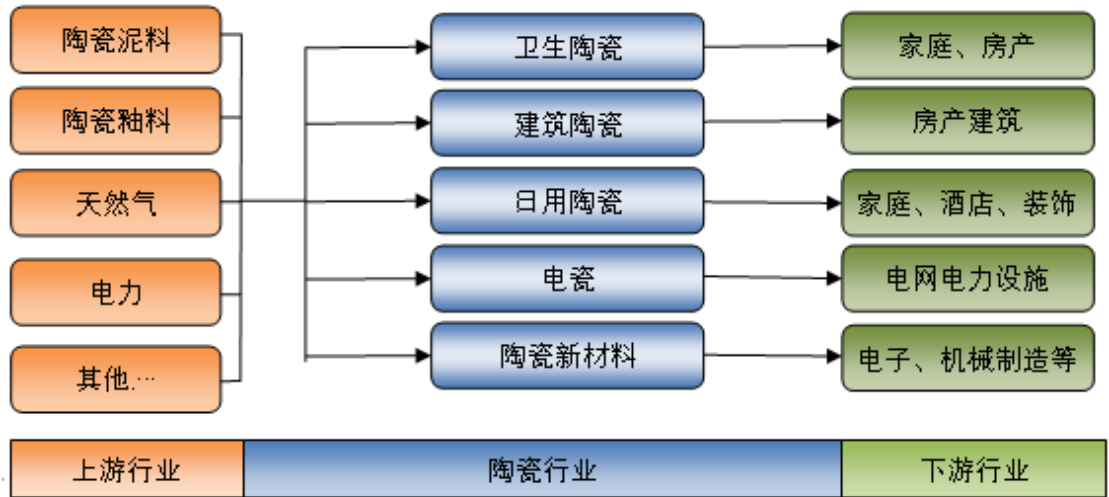 陶瓷泥料
卫生陶瓷
家庭、房产
陶瓷釉料
建筑陶瓷
房产建筑
天然气
日用陶瓷
家庭、酒店、装饰
电力
电瓷
电网电力设施
其他.…
陶瓷新材料
电子、机械制造等
上游行业
陶瓷行业
下游行业